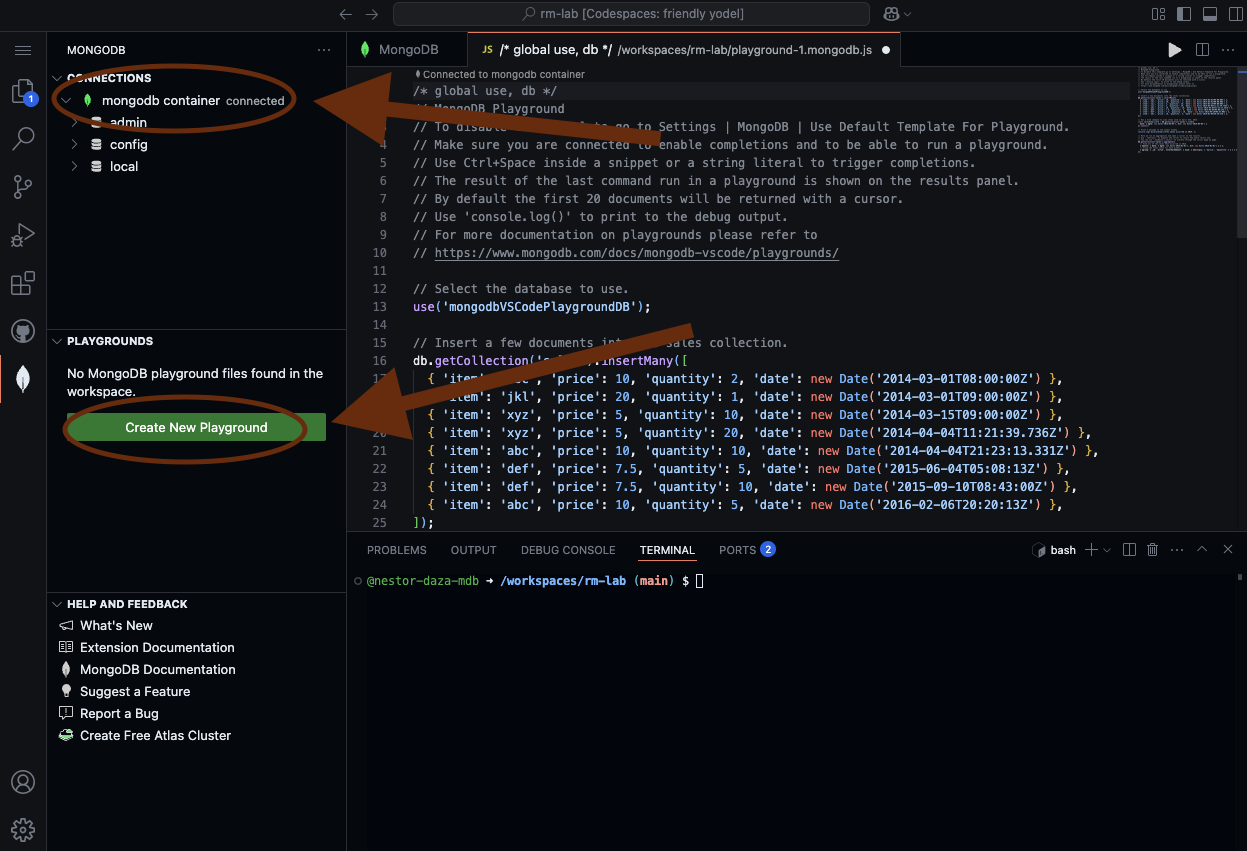 rm-lab [Codespaces: friendly yodel]
MONGODB
CONNECTIONS
mongodb container connected
admin
config
local
PLAYGROUNDS
No MongoDB playground files found in the
workspace.
Create New Playground
HELP AND FEEDBACK
What's New
Extension Documentation
MongoDB Documentation
Suggest a Feature
Report a Bug
Create Free Atlas Cluster
1
MongoDB
JS /* global use, db */ /workspaces/rm-lab/playground-1.mongodb.js
Connected to mongodb container
/* global use, db */
MongoDB Playground
// To disable to go to Settings | MongoDB | Use Default Template For Playground.
4 // Make sure you are connected to enable completions and to be able to run a playground.
5 // Use Ctrl+Space inside a snippet or a string literal to trigger completions.
6 // The result of the last command run in a playground is shown on the results panel.
7 // By default the first 20 documents will be returned with a cursor.
8 // Use 'console.log()' to print to the debug output.
9 // For more documentation on playgrounds please refer to
10 // https://www.mongodb.com/docs/mongodb-vscode/playgrounds/
11
12 // Select the database to use.
13 use('mongodbVSCodePlaygroundDB');
14
15 // Insert a few documents into sales collection.
16 db.getCollection(' insertMany([
17 { 'item': 'price': 10, 'quantity': 2, 'date': new Date('2014-03-01T08:00:00Z') },
{ 'item': 'jkl', 'price': 20, 'quantity': 1, 'date': new Date('2014-03-01T09:00:00Z') },
{ 'item': 'xyz', 'price': 5, 'quantity': 10, 'date': new Date('2014-03-15T09:00:00Z') },
20 { 'item': 'xyz', 'price': 5, 'quantity': 20, 'date': new Date('2014-04-04T11:21:39.736Z') },
21 { 'item': 'abc', 'price': 10, 'quantity': 10, 'date': new Date('2014-04-04T21:23:13.331Z') },
22 { 'item': 'def', 'price': 7.5, 'quantity': 5, 'date': new Date('2015-06-04T05:08:13Z') },
23 { 'item': 'def', 'price': 7.5, 'quantity': 10, 'date': new Date('2015-09-10T08:43:00Z') },
24 { 'item': 'abc', 'price': 10, 'quantity': 5, 'date': new Date('2016-02-06T20:20:13Z') },
25 ]);
PROBLEMS OUTPUT DEBUG CONSOLE TERMINAL PORTS 2 bash
@nestor-daza-mdb ➜ /workspaces/rm-lab (main) $